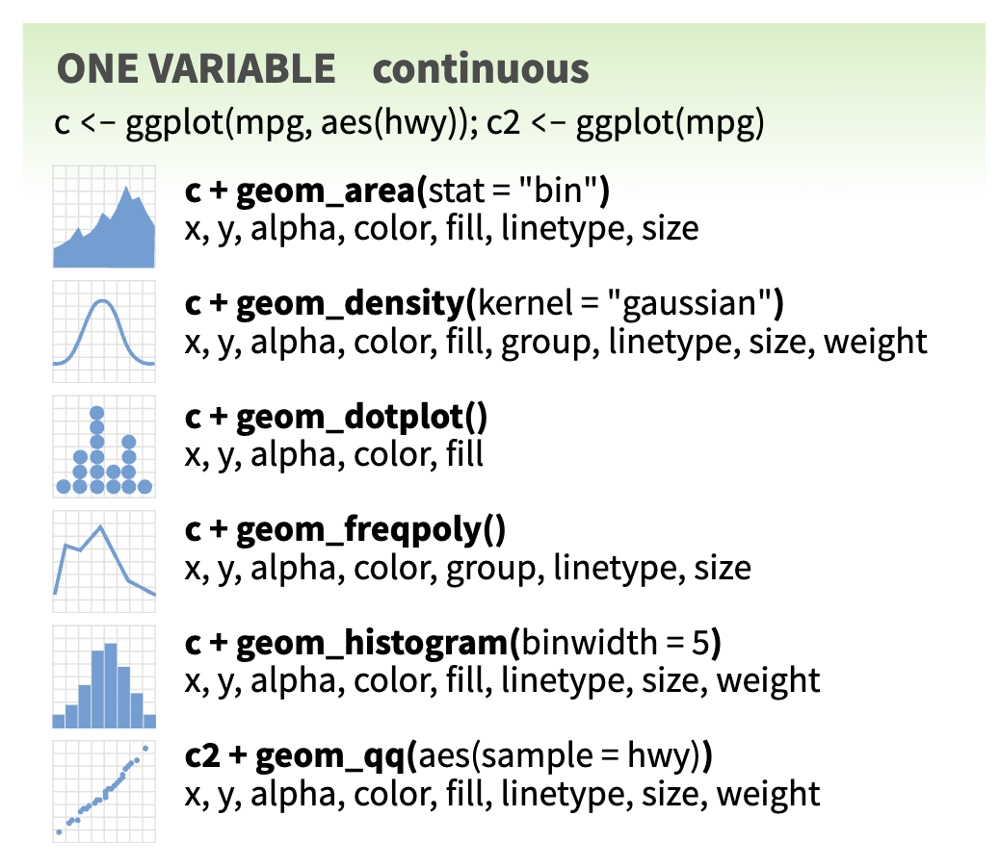 ONE VARIABLE continuous
c <– ggplot(mpg, aes(hwy)); c2 <– ggplot(mpg)
c + geom_area(stat = "bin")
x, y, alpha, color, fill, linetype, size
c + geom_density(kernel = "gaussian")
x, y, alpha, color, fill, group, linetype, size, weight
c + geom_dotplot()
x, y, alpha, color, fill
c + geom_freqpoly()
x, y, alpha, color, group, linetype, size
c + geom_histogram(binwidth = 5)
x, y, alpha, color, fill, linetype, size, weight
c2 + geom_qq(aes(sample = hwy))
x, y, alpha, color, fill, linetype, size, weight